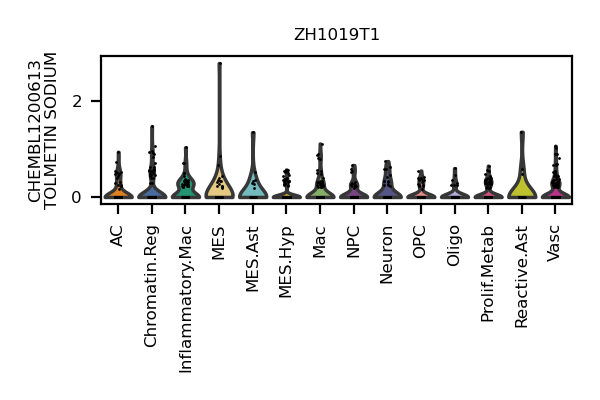 ZH1019T1
CHEMBL1200613
TOLMETIN SODIUM
2
0
AC
Chromatin.Reg
Inflammatory.Mac
MES
MES.Ast
MES.Hyp
Mac
NPC
Neuron
OPC
Oligo
Prolif.Metab
Reactive.Ast
Vasc